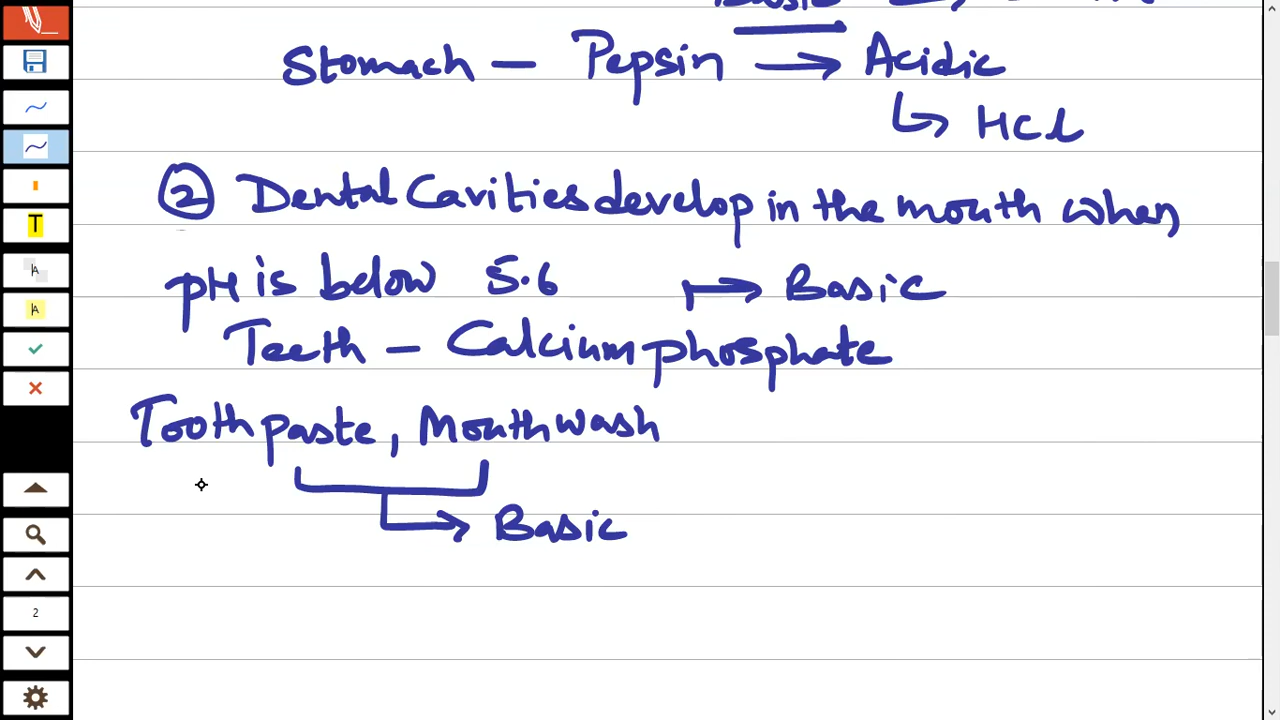 Stomach — Pepsin → Acidic
↳ HCl
② Dental Cavities develop in the mouth when
pH is below 5.6 ↦ Basic
Teeth — Calcium phosphate
Toothpaste, Mouthwash
↳ Basic
T
A
A
2